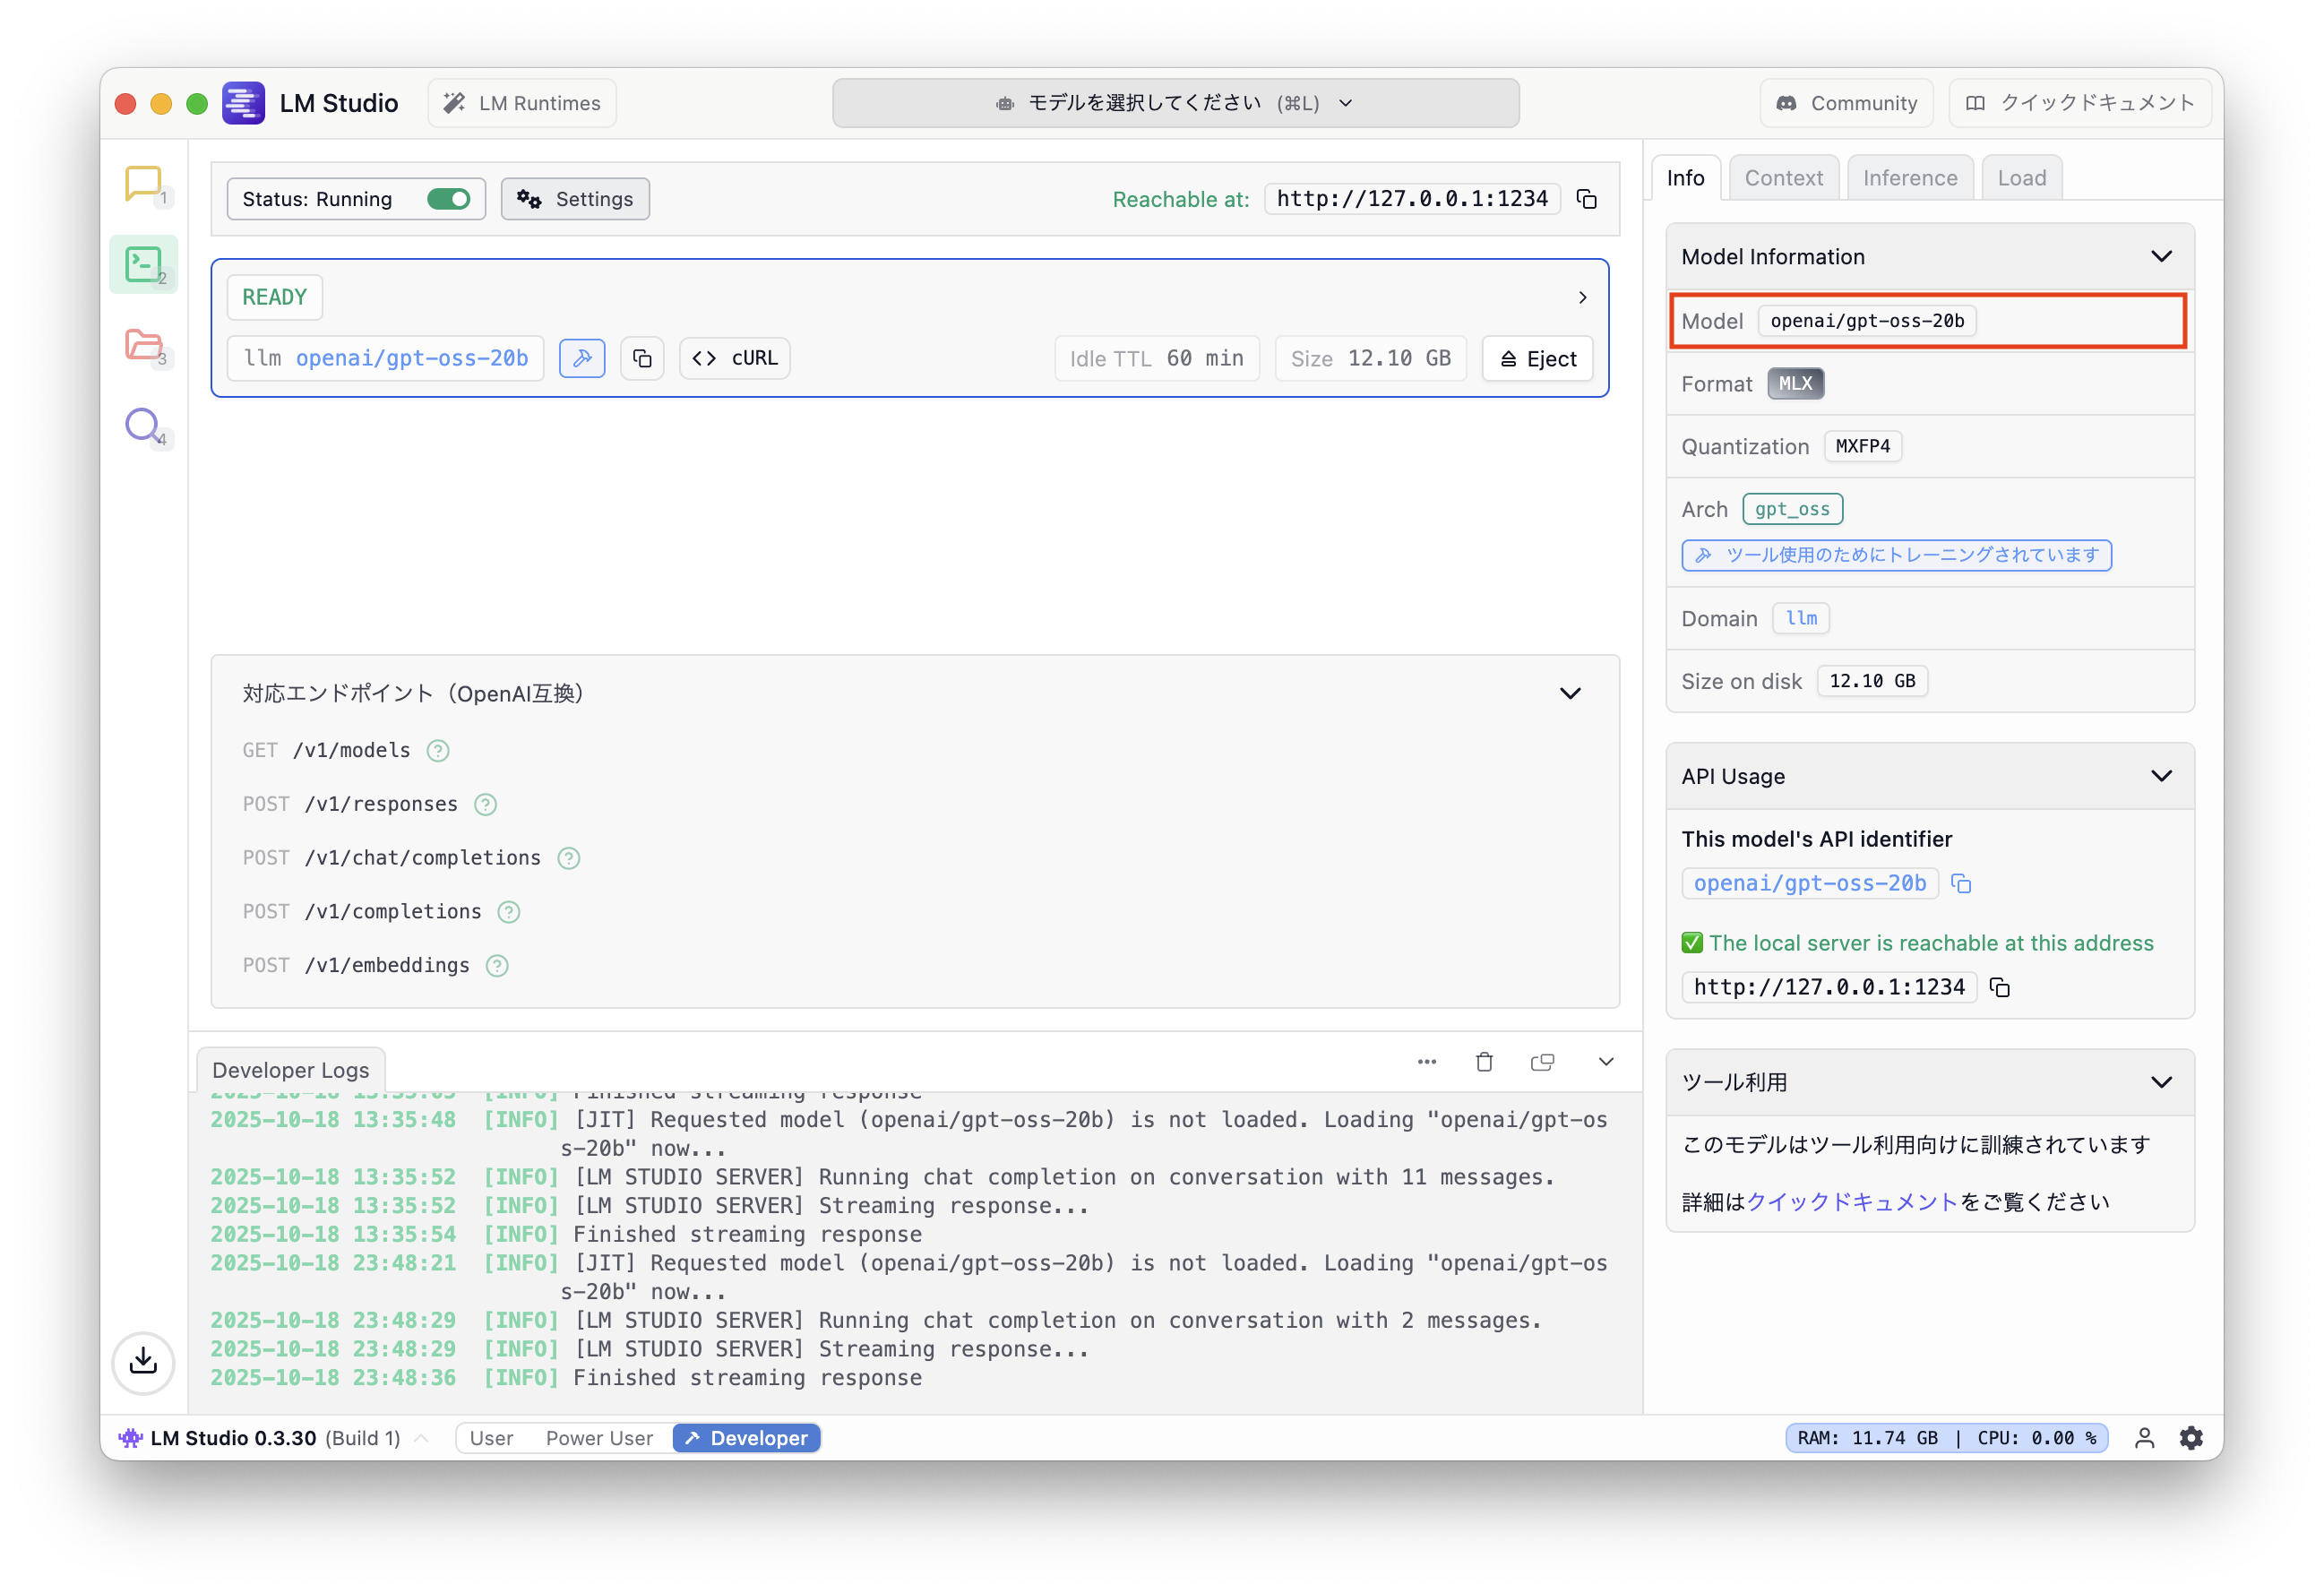 LM Studio
LM Runtimes
モデルを選択してください (⌘L)
Community
クイックドキュメント
1
2
3
4
Status: Running
Settings
Reachable at: http://127.0.0.1:1234
READY
llm openai/gpt-oss-20b
<> cURL
Idle TTL 60 min
Size 12.10 GB
Eject
対応エンドポイント（OpenAI互換）
GET /v1/models ?
POST /v1/responses ?
POST /v1/chat/completions ?
POST /v1/completions ?
POST /v1/embeddings ?
Developer Logs
2025-10-18 13:35:48 [INFO] [JIT] Requested model (openai/gpt-oss-20b) is not loaded. Loading "openai/gpt-os
s-20b" now...
2025-10-18 13:35:52 [INFO] [LM STUDIO SERVER] Running chat completion on conversation with 11 messages.
2025-10-18 13:35:52 [INFO] [LM STUDIO SERVER] Streaming response...
2025-10-18 13:35:54 [INFO] Finished streaming response
2025-10-18 23:48:21 [INFO] [JIT] Requested model (openai/gpt-oss-20b) is not loaded. Loading "openai/gpt-os
s-20b" now...
2025-10-18 23:48:29 [INFO] [LM STUDIO SERVER] Running chat completion on conversation with 2 messages.
2025-10-18 23:48:29 [INFO] [LM STUDIO SERVER] Streaming response...
2025-10-18 23:48:36 [INFO] Finished streaming response
Info
Context
Inference
Load
Model Information
Model openai/gpt-oss-20b
Format MLX
Quantization MXFP4
Arch gpt_oss
ツール使用のためにトレーニングされています
Domain llm
Size on disk 12.10 GB
API Usage
This model's API identifier
openai/gpt-oss-20b
✅ The local server is reachable at this address
http://127.0.0.1:1234
ツール利用
このモデルはツール利用向けに訓練されています
詳細はクイックドキュメントをご覧ください
LM Studio 0.3.30 (Build 1)
User
Power User
Developer
RAM: 11.74 GB | CPU: 0.00 %